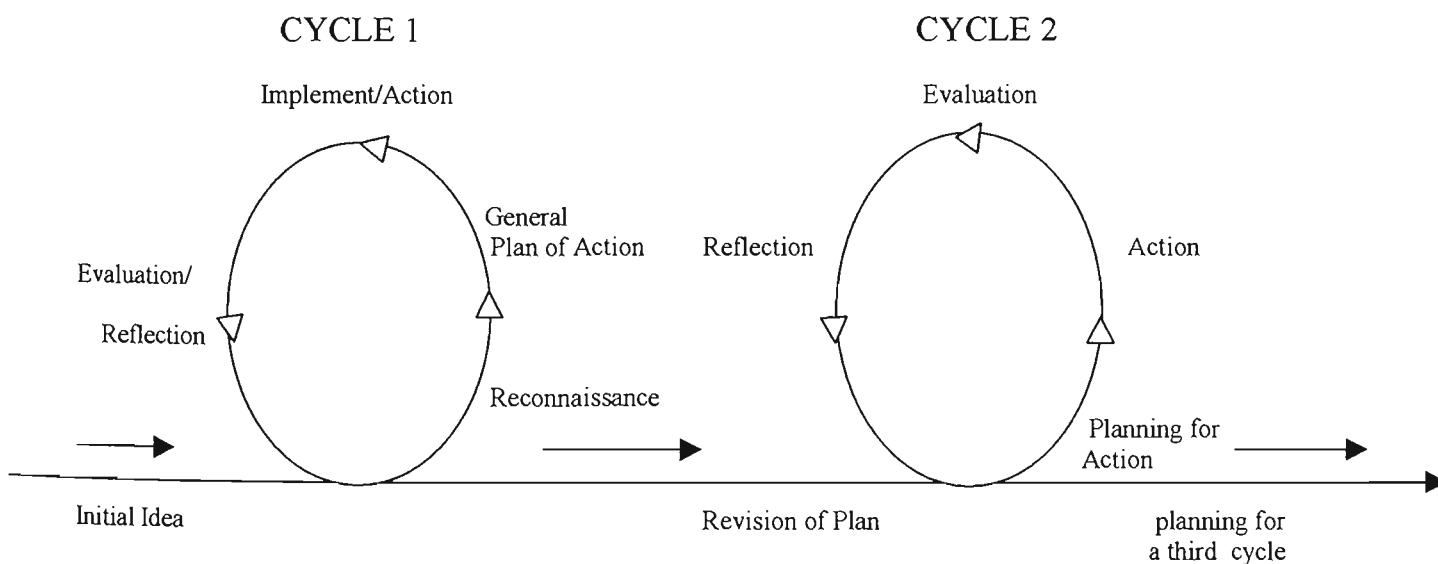 CYCLE 1
CYCLE 2
Implement/Action
Evaluation
General
Plan of Action
Reflection
Action
Evaluation/
Reflection
Reconnaissance
Planning for
Action
Initial Idea
Revision of Plan
planning for
a third cycle